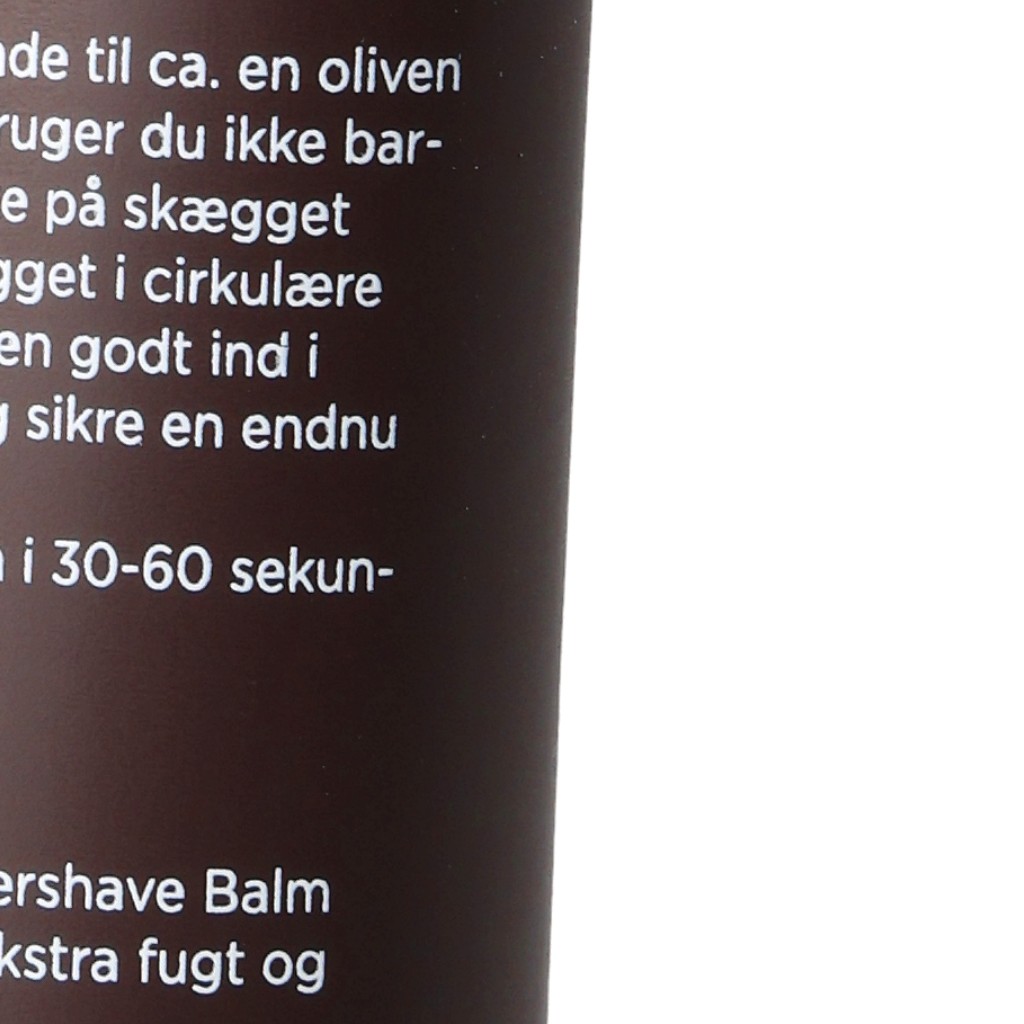 nde til ca. en oliven
ruger du ikke bar-
e på skægget
gget i cirkulære
en godt ind i
g sikre en endnu
i 30-60 sekun-
ershave Balm
kstra fugt og